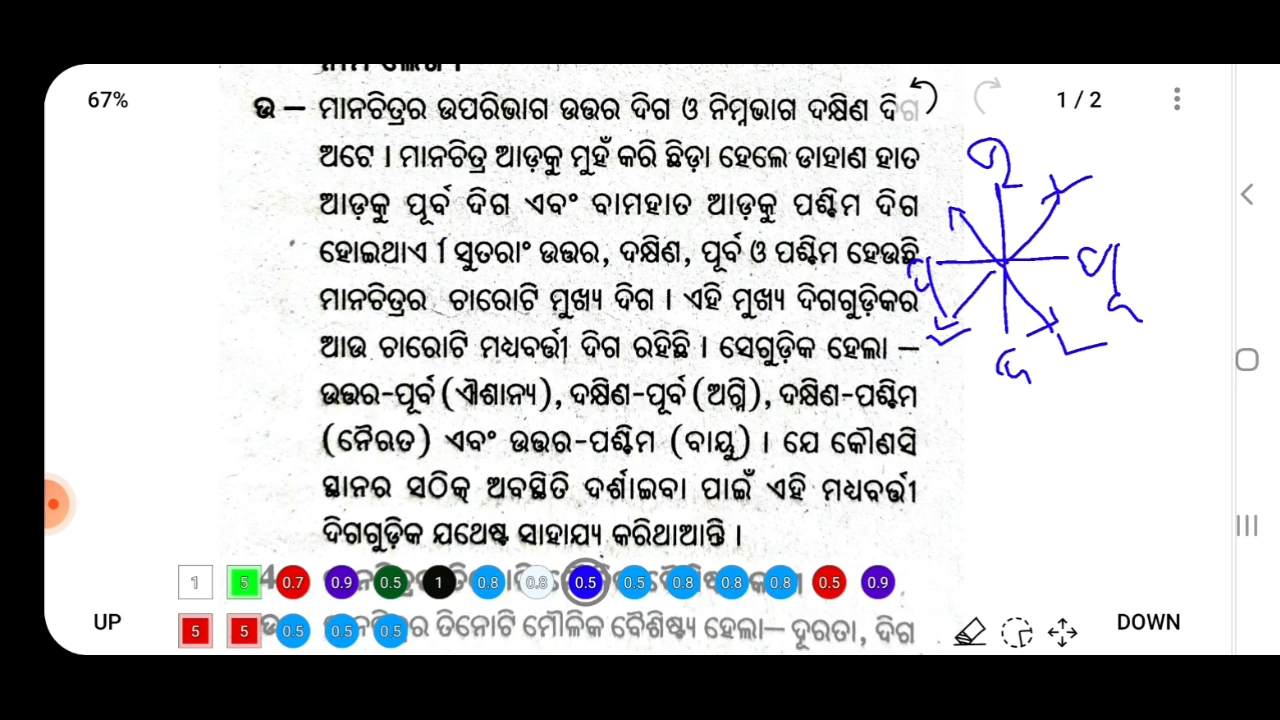 67%
1 / 2
ଉ – ମାନଚିତ୍ରର ଉପରିଭାଗ ଉତ୍ତର ଦିଗ ଓ ନିମ୍ନଭାଗ ଦକ୍ଷିଣ ଦିଗ
ଅଟେ । ମାନଚିତ୍ର ଆଡ଼କୁ ମୁହଁ କରି ଛିଡ଼ା ହେଲେ ଡାହାଣ ହାତ
ଆଡ଼କୁ ପୂର୍ବ ଦିଗ ଏବଂ ବାମହାତ ଆଡ଼କୁ ପଶ୍ଚିମ ଦିଗ
ହୋଇଥାଏ । ସୁତରାଂ ଉତ୍ତର, ଦକ୍ଷିଣ, ପୂର୍ବ ଓ ପଶ୍ଚିମ ହେଉଛି
ମାନଚିତ୍ରର ଚାରୋଟି ମୁଖ୍ୟ ଦିଗ । ଏହି ମୁଖ୍ୟ ଦିଗଗୁଡ଼ିକର
ଆଉ ଚାରୋଟି ମଧ୍ୟବର୍ତ୍ତୀ ଦିଗ ରହିଛି । ସେଗୁଡ଼ିକ ହେଲା –
ଉତ୍ତର-ପୂର୍ବ (ଐଶାନ୍ୟ), ଦକ୍ଷିଣ-ପୂର୍ବ (ଅଗ୍ନି), ଦକ୍ଷିଣ-ପଶ୍ଚିମ
(ନୈଋତ) ଏବଂ ଉତ୍ତର-ପଶ୍ଚିମ (ବାୟୁ) । ଯେ କୌଣସି
ସ୍ଥାନର ସଠିକ୍ ଅବସ୍ଥିତି ଦର୍ଶାଇବା ପାଇଁ ଏହି ମଧ୍ୟବର୍ତ୍ତୀ
ଦିଗଗୁଡ଼ିକ ଯଥେଷ୍ଟ ସାହାଯ୍ୟ କରିଥାଆନ୍ତି ।
1 5 0.7 0.9 0.5 1 0.8 0.8 0.5 0.5 0.8 0.8 0.8 0.5 0.9
UP 5 5 0.5 0.5 0.5 ତିନୋଟି ମୌଳିକ ବୈଶିଷ୍ଟ୍ୟ ହେଲା– ଦୂରତା, ଦିଗ DOWN